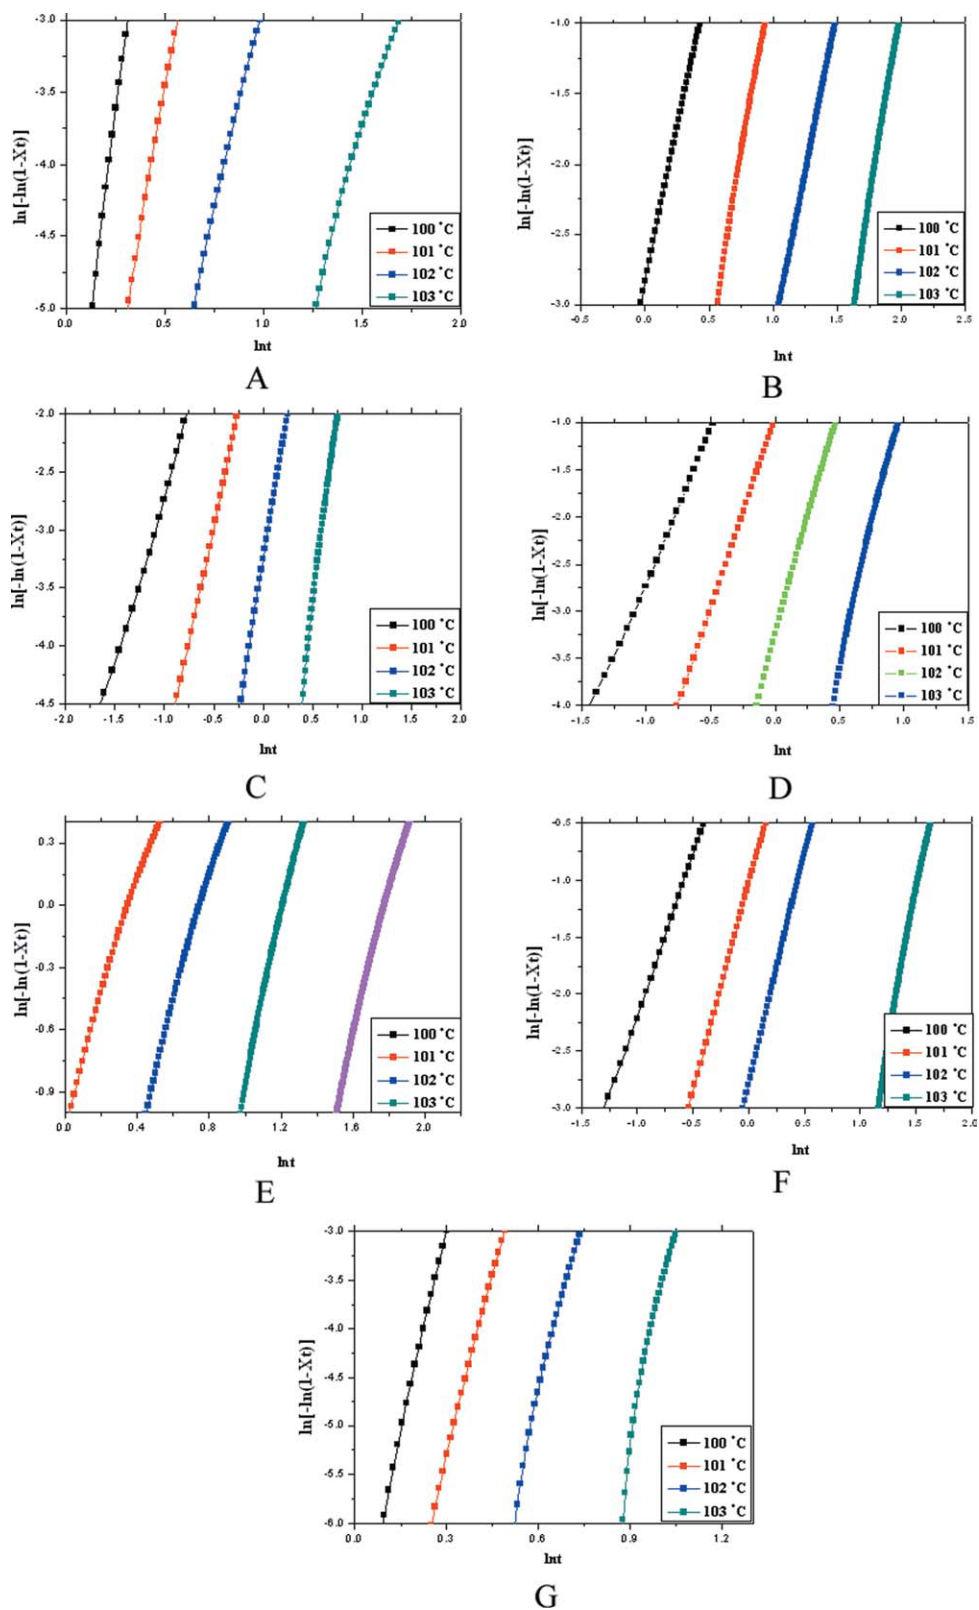 -3.0
-3.5
-4.0
-4.5
-5.0
0.0 0.5 1.0 1.5 2.0
ln[-ln(1-Xt)]
lnt
100 °C
101 °C
102 °C
103 °C
A
-1.0
-2.0
-3.0
-0.5 0.0 0.5 1.0 1.5 2.0 2.5
ln[-ln(1-Xt)]
lnt
100 °C
101 °C
102 °C
103 °C
B
-2.0
-2.5
-3.0
-3.5
-4.0
-4.5
-2.0 -1.5 -1.0 -0.5 0.0 0.5 1.0 1.5 2.0
ln[-ln(1-Xt)]
lnt
100 °C
101 °C
102 °C
103 °C
C
-1.0
-1.5
-2.0
-2.5
-3.0
-3.5
-4.0
-1.5 -1.0 -0.5 0.0 0.5 1.0 1.5
ln[-ln(1-Xt)]
lnt
100 °C
101 °C
102 °C
103 °C
D
0.3
0.0
-0.3
-0.6
-0.9
0.0 0.4 0.8 1.2 1.6 2.0
ln[-ln(1-Xt)]
lnt
100 °C
101 °C
102 °C
103 °C
E
-0.5
-1.0
-1.5
-2.0
-2.5
-3.0
-1.5 -1.0 -0.5 0.0 0.5 1.0 1.5 2.0
ln[-ln(1-Xt)]
lnt
100 °C
101 °C
102 °C
103 °C
F
-3.0
-3.5
-4.0
-4.5
-5.0
-5.5
-6.0
0.0 0.3 0.6 0.9 1.2
ln[-ln(1-Xt)]
lnt
100 °C
101 °C
102 °C
103 °C
G